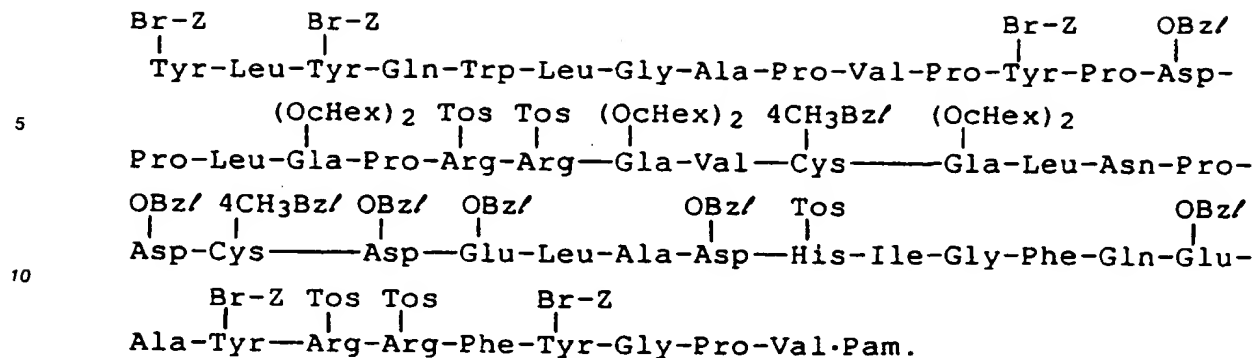 Br-Z Br-Z Br-Z OBzl
Tyr-Leu-Tyr-Gln-Trp-Leu-Gly-Ala-Pro-Val-Pro-Tyr-Pro-Asp-
5 (OcHex)2 Tos Tos (OcHex)2 4CH3Bzl (OcHex)2
Pro-Leu-Gla-Pro-Arg-Arg-Gla-Val-Cys-Gla-Leu-Asn-Pro-
OBzl 4CH3Bzl OBzl OBzl OBzl Tos OBzl
Asp-Cys-Asp-Glu-Leu-Ala-Asp-His-Ile-Gly-Phe-Gln-Glu-
10
Br-Z Tos Tos Br-Z
Ala-Tyr-Arg-Arg-Phe-Tyr-Gly-Pro-Val·Pam.